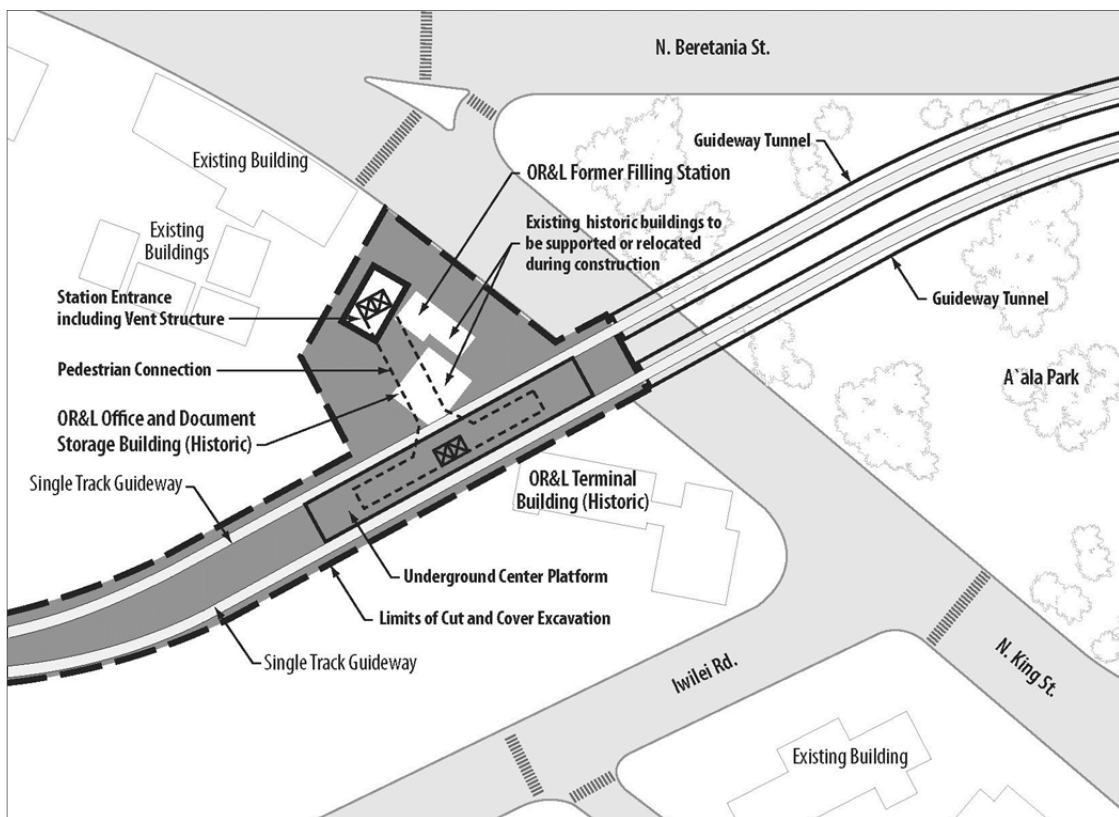 N. Beretania St.
Guideway Tunnel
Existing Building
OR&L Former Filling Station
Existing historic buildings to
be supported or relocated
during construction
Existing
Buildings
Station Entrance
including Vent Structure
Guideway Tunnel
Pedestrian Connection
A`ala Park
OR&L Office and Document
Storage Building (Historic)
Single Track Guideway
OR&L Terminal
Building (Historic)
Underground Center Platform
Limits of Cut and Cover Excavation
Single Track Guideway
Iwilei Rd.
N. King St.
Existing Building